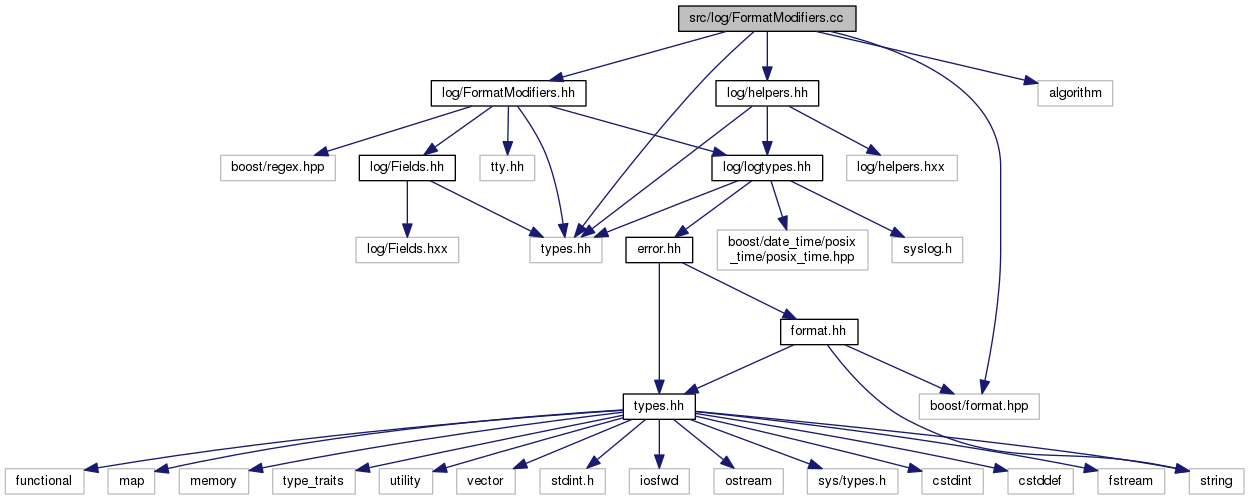 src/log/FormatModifiers.cc
log/FormatModifiers.hh
log/helpers.hh
algorithm
boost/regex.hpp
log/Fields.hh
tty.hh
log/logtypes.hh
log/helpers.hxx
log/Fields.hxx
types.hh
error.hh
boost/date_time/posix
_time/posix_time.hpp
syslog.h
format.hh
types.hh
boost/format.hpp
functional
map
memory
type_traits
utility
vector
stdint.h
iosfwd
ostream
sys/types.h
cstdint
cstddef
fstream
string